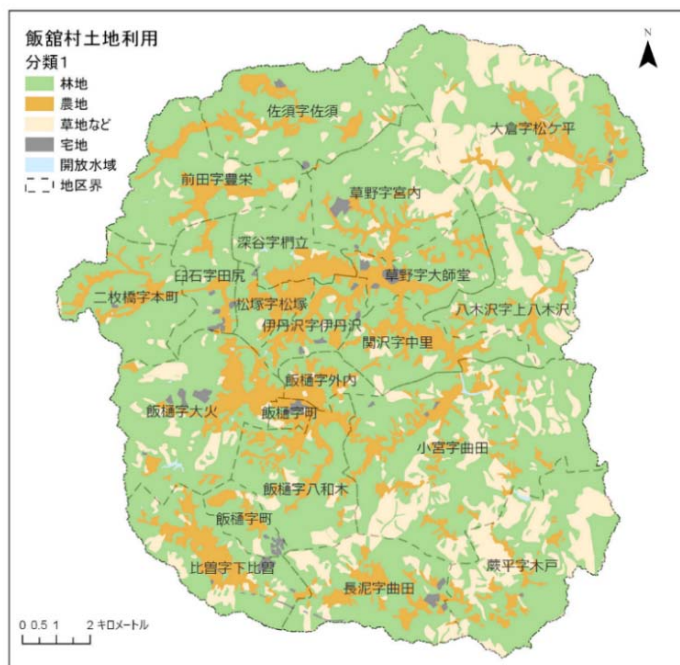 飯舘村土地利用
分類1
林地
農地
草地など
宅地
開放水域
地区界
N
佐須字佐須
大倉字松ケ平
前田字豊栄
草野字宮内
深谷字椚立
臼石字田尻
草野字大師堂
二枚橋字本町
松塚字松塚
八木沢字上八木沢
伊丹沢字伊丹沢
関沢字中里
飯樋字外内
飯樋字大火
飯樋字町
小宮字曲田
飯樋字八和木
飯樋字町
蕨平字木戸
比曽字下比曽
長泥字曲田
0 0.5 1 2 キロメートル